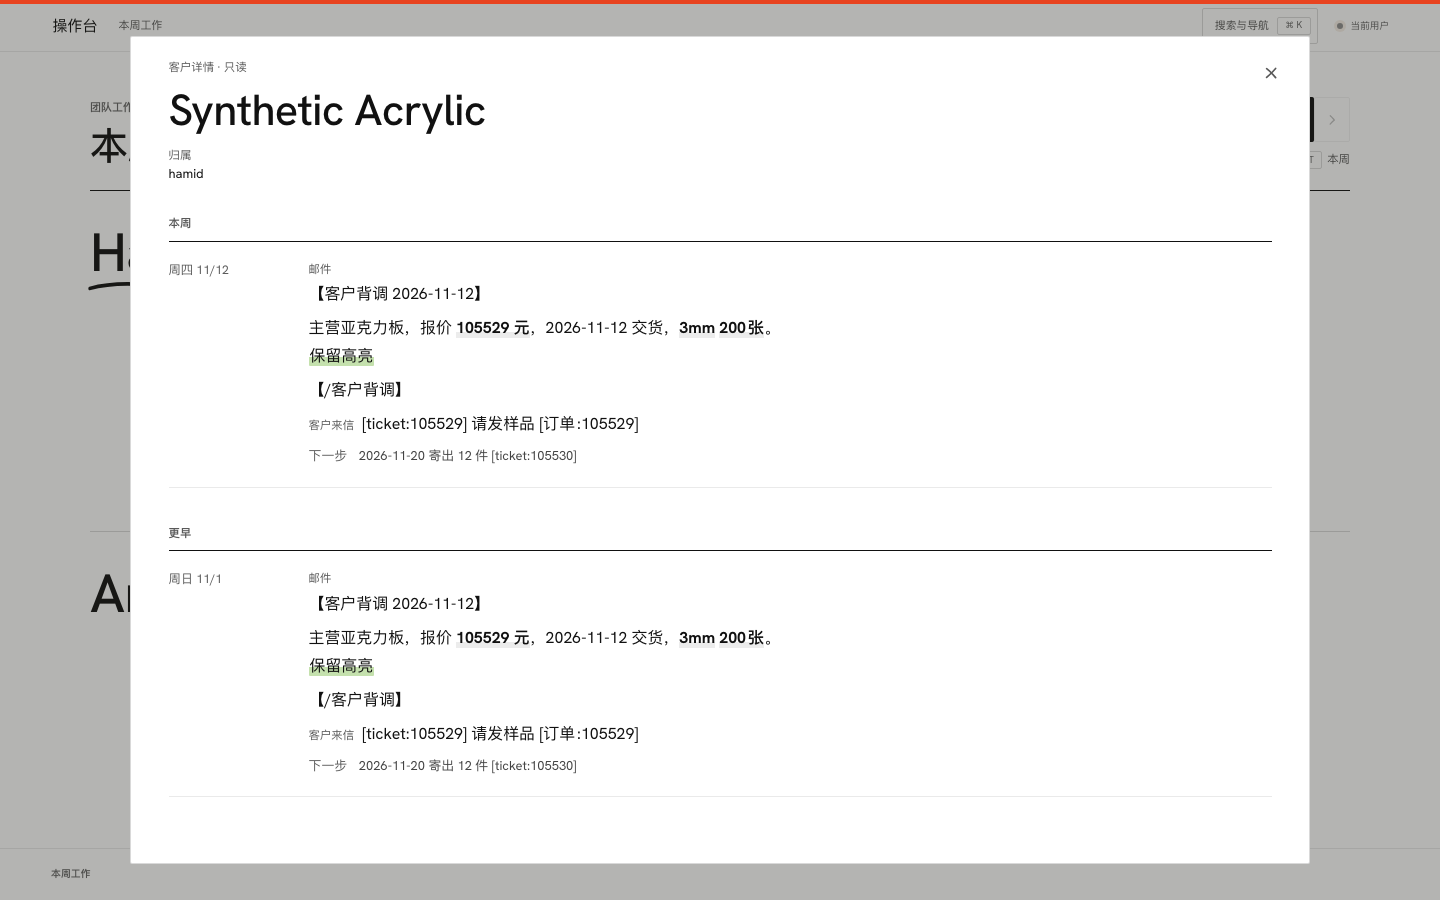 操作台 本周工作 搜索与导航 ⌘ K 当前用户
客户详情 · 只读
Synthetic Acrylic
团队工作
本
T 本周
归属
hamid
本周
周四 11/12 邮件
【客户背调 2026-11-12】
主营亚克力板，报价 105529 元，2026-11-12 交货，3mm 200 张。
保留高亮
【/客户背调】
客户来信 [ticket:105529] 请发样品 [订单:105529]
下一步 2026-11-20 寄出 12 件 [ticket:105530]
更早
周日 11/1 邮件
【客户背调 2026-11-12】
主营亚克力板，报价 105529 元，2026-11-12 交货，3mm 200 张。
保留高亮
【/客户背调】
客户来信 [ticket:105529] 请发样品 [订单:105529]
下一步 2026-11-20 寄出 12 件 [ticket:105530]
本周工作